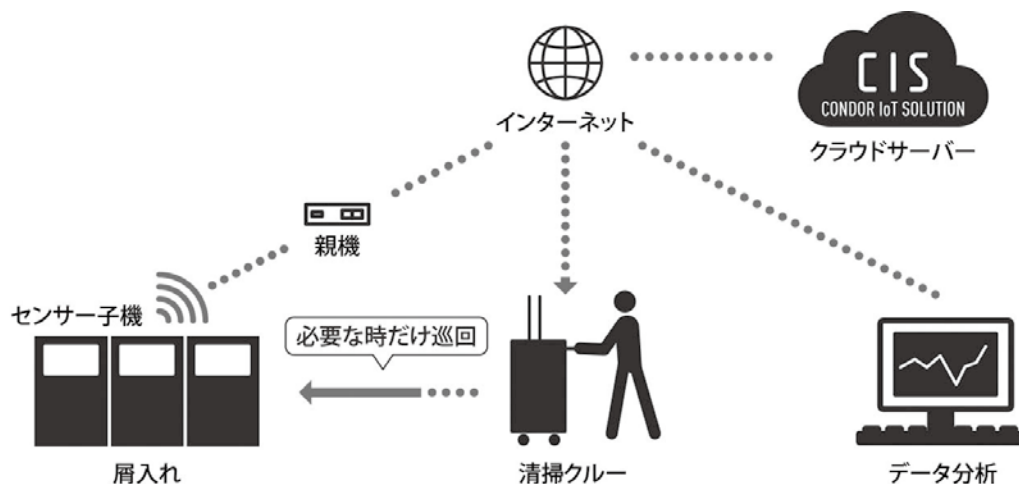 CIS
CONDOR IoT SOLUTION
インターネット
クラウドサーバー
親機
センサー子機
必要な時だけ巡回
屑入れ
清掃クルー
データ分析